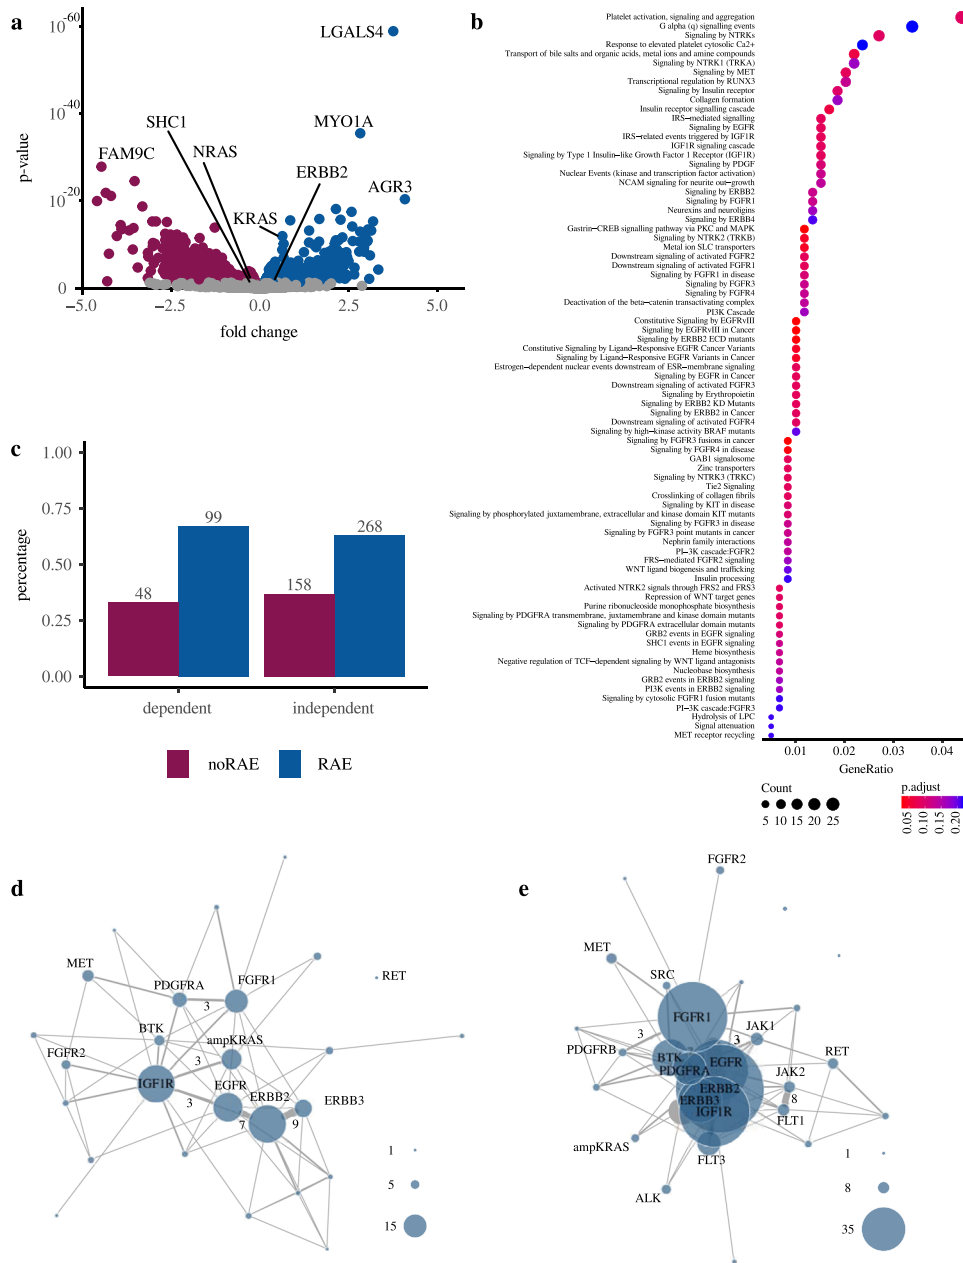 a
10-60
10-40
10-20
0
p-value
LGALS4
SHC1
MYO1A
FAM9C
NRAS
ERBB2
AGR3
KRAS
−5.0
−2.5
0.0
2.5
5.0
fold change
b
Platelet activation, signaling and aggregation
G alpha (q) signalling events
Signaling by NTRKs
Response to elevated platelet cytosolic Ca2+
Transport of bile salts and organic acids, metal ions and amine compounds
Signaling by NTRK1 (TRKA)
Signaling by MET
Transcriptional regulation by RUNX3
Signaling by Insulin receptor
Collagen formation
Insulin receptor signalling cascade
IRS−mediated signalling
Signaling by EGFR
IRS−related events triggered by IGF1R
IGF1R signaling cascade
Signaling by Type 1 Insulin−like Growth Factor 1 Receptor (IGF1R)
Signaling by PDGF
Nuclear Events (kinase and transcription factor activation)
NCAM signaling for neurite out−growth
Signaling by ERBB2
Signaling by FGFR1
Neurexins and neuroligins
Signaling by ERBB4
Gastrin−CREB signalling pathway via PKC and MAPK
Signaling by NTRK2 (TRKB)
Metal ion SLC transporters
Downstream signaling of activated FGFR2
Downstream signaling of activated FGFR1
Signaling by FGFR1 in disease
Signaling by FGFR3
Signaling by FGFR4
Deactivation of the beta−catenin transactivating complex
PI3K Cascade
Constitutive Signaling by EGFRvIII
Signaling by EGFRvIII in Cancer
Signaling by ERBB2 ECD mutants
Constitutive Signaling by Ligand−Responsive EGFR Cancer Variants
Signaling by Ligand−Responsive EGFR Variants in Cancer
Estrogen−dependent nuclear events downstream of ESR−membrane signaling
Signaling by EGFR in Cancer
Downstream signaling of activated FGFR3
Signaling by Erythropoietin
Signaling by ERBB2 KD Mutants
Signaling by ERBB2 in Cancer
Downstream signaling of activated FGFR4
Signaling by high−kinase activity BRAF mutants
Signaling by FGFR3 fusions in cancer
Signaling by FGFR4 in disease
GAB1 signalosome
Zinc transporters
Signaling by NTRK3 (TRKC)
Tie2 Signaling
Crosslinking of collagen fibrils
Signaling by KIT in disease
Signaling by phosphorylated juxtamembrane, extracellular and kinase domain KIT mutants
Signaling by FGFR3 in disease
Signaling by FGFR3 point mutants in cancer
Nephrin family interactions
PI−3K cascade:FGFR2
FRS−mediated FGFR2 signaling
WNT ligand biogenesis and trafficking
Insulin processing
Activated NTRK2 signals through FRS2 and FRS3
Repression of WNT target genes
Purine ribonucleoside monophosphate biosynthesis
Signaling by PDGFRA transmembrane, juxtamembrane and kinase domain mutants
Signaling by PDGFRA extracellular domain mutants
GRB2 events in EGFR signaling
SHC1 events in EGFR signaling
Heme biosynthesis
Negative regulation of TCF−dependent signaling by WNT ligand antagonists
Nucleobase biosynthesis
GRB2 events in ERBB2 signaling
PI3K events in ERBB2 signaling
Signaling by cytosolic FGFR1 fusion mutants
PI−3K cascade:FGFR3
Hydrolysis of LPC
Signal attenuation
MET receptor recycling
0.01
0.02
0.03
0.04
GeneRatio
Count
5 10 15 20 25
p.adjust
0.05
0.10
0.15
0.20
c
1.00
0.75
0.50
0.25
0.00
percentage
48
99
158
268
dependent
independent
noRAE
RAE
d
MET
PDGFRA
FGFR1
RET
3
BTK
ampKRAS
FGFR2
3
IGF1R
EGFR
3
ERBB2
ERBB3
7
9
1
5
15
e
FGFR2
MET
SRC
FGFR1
3
3
JAK1
PDGFRB
BTK
EGFR
RET
PDGFRA
JAK2
ERBB2
ERBB3
8
IGF1R
FLT1
ampKRAS
FLT3
ALK
1
8
35